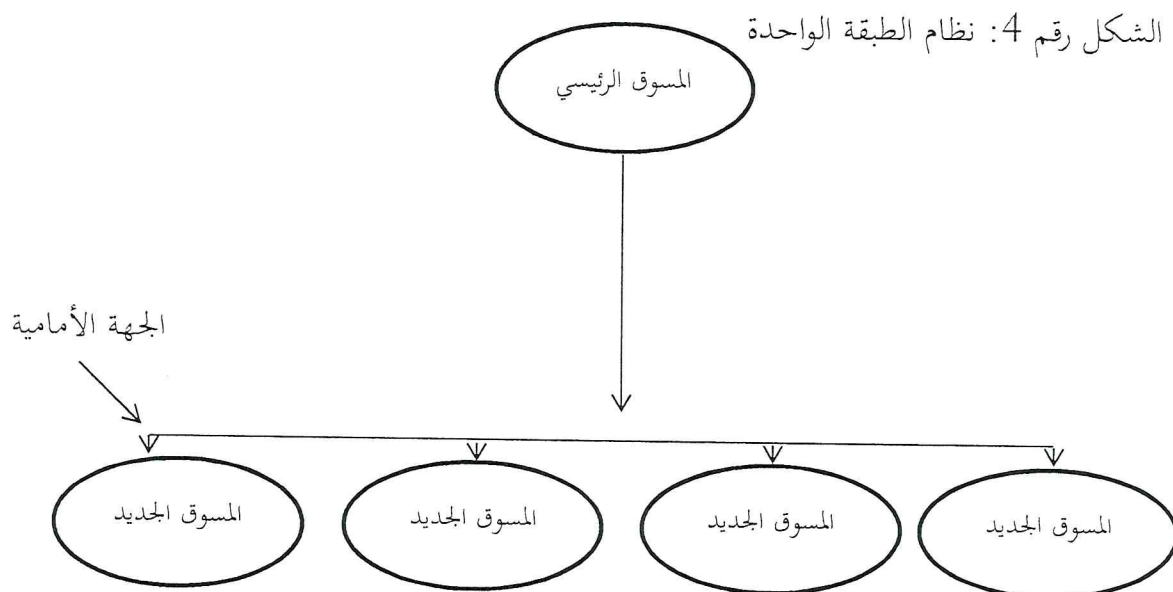 الشكل رقم 4: نظام الطبقة الواحدة
المسوق الرئيسي
الجهة الأمامية
المسوق الجديد
المسوق الجديد
المسوق الجديد
المسوق الجديد